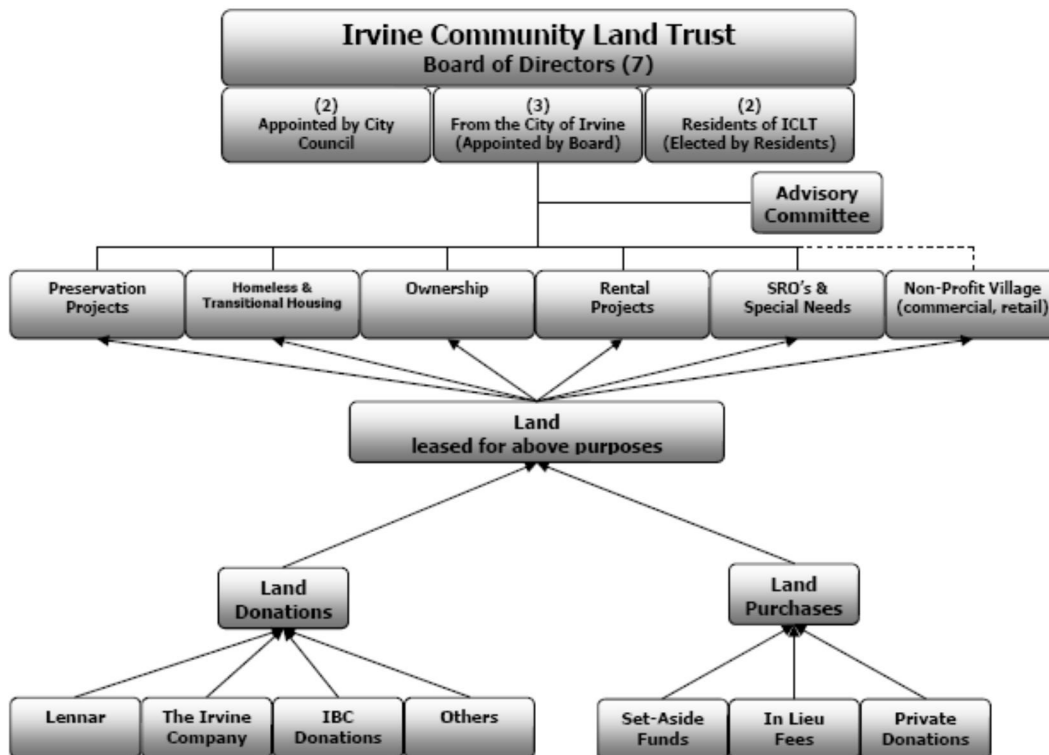 Irvine Community Land Trust
Board of Directors (7)
(2)
Appointed by City
Council
(3)
From the City of Irvine
(Appointed by Board)
(2)
Residents of ICLT
(Elected by Residents)
Advisory
Committee
Preservation
Projects
Homeless &
Transitional Housing
Ownership
Rental
Projects
SRO's &
Special Needs
Non-Profit Village
(commercial, retail)
Land
leased for above purposes
Land
Donations
Land
Purchases
Lennar
The Irvine
Company
IBC
Donations
Others
Set-Aside
Funds
In Lieu
Fees
Private
Donations